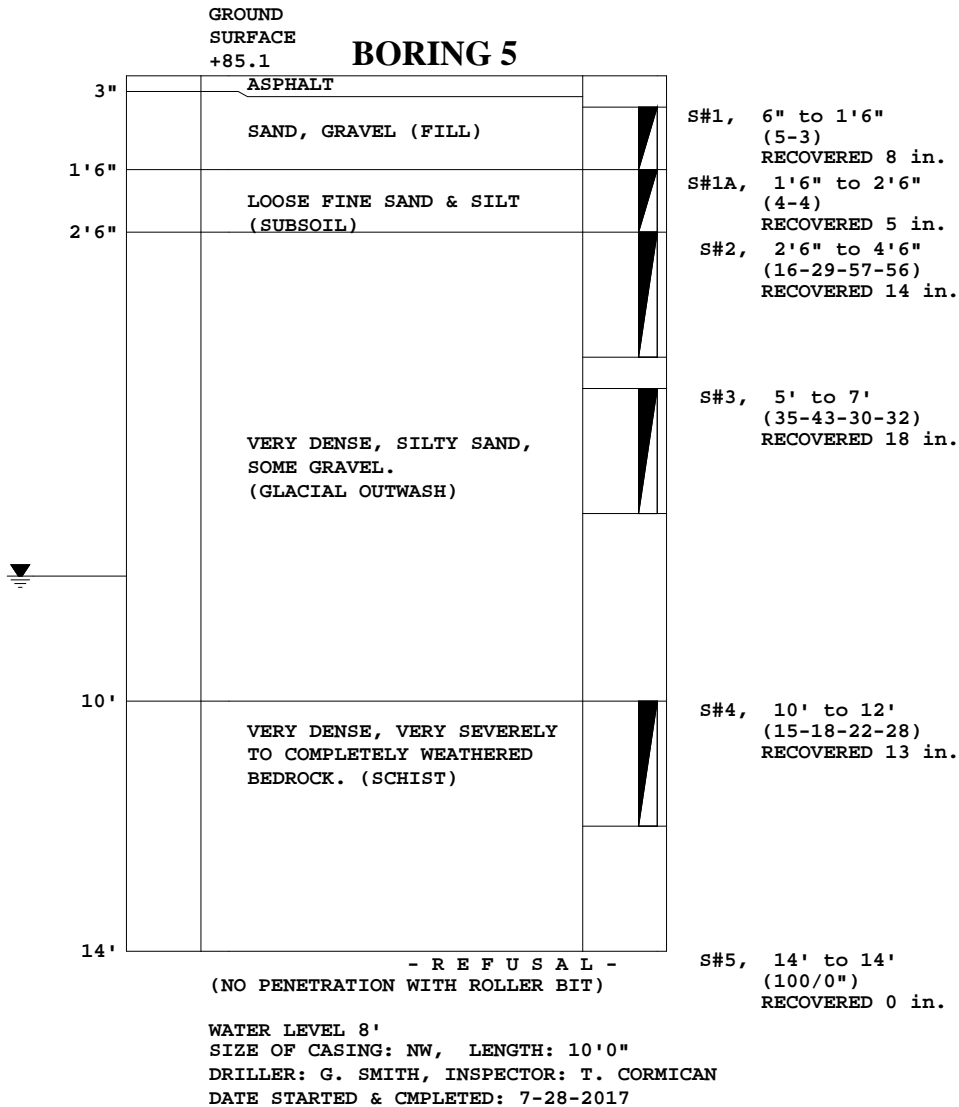 GROUND
SURFACE
+85.1
BORING 5
3"
ASPHALT
SAND, GRAVEL (FILL)
S#1, 6" to 1'6"
(5-3)
RECOVERED 8 in.
1'6"
LOOSE FINE SAND & SILT
(SUBSOIL)
S#1A, 1'6" to 2'6"
(4-4)
RECOVERED 5 in.
2'6"
S#2, 2'6" to 4'6"
(16-29-57-56)
RECOVERED 14 in.
S#3, 5' to 7'
(35-43-30-32)
RECOVERED 18 in.
VERY DENSE, SILTY SAND,
SOME GRAVEL.
(GLACIAL OUTWASH)
10'
VERY DENSE, VERY SEVERELY
TO COMPLETELY WEATHERED
BEDROCK. (SCHIST)
S#4, 10' to 12'
(15-18-22-28)
RECOVERED 13 in.
14'
- R E F U S A L -
(NO PENETRATION WITH ROLLER BIT)
S#5, 14' to 14'
(100/0")
RECOVERED 0 in.
WATER LEVEL 8'
SIZE OF CASING: NW, LENGTH: 10'0"
DRILLER: G. SMITH, INSPECTOR: T. CORMICAN
DATE STARTED & CMPLETED: 7-28-2017